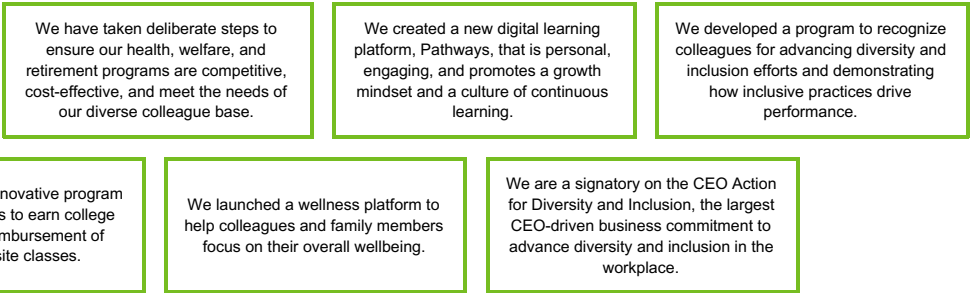 We have taken deliberate steps to
ensure our health, welfare, and
retirement programs are competitive,
cost-effective, and meet the needs of
our diverse colleague base.
We created a new digital learning
platform, Pathways, that is personal,
engaging, and promotes a growth
mindset and a culture of continuous
learning.
We developed a program to recognize
colleagues for advancing diversity and
inclusion efforts and demonstrating
how inclusive practices drive
performance.
program
to earn college
of
classes.
We launched a wellness platform to
help colleagues and family members
focus on their overall wellbeing.
We are a signatory on the CEO Action
for Diversity and Inclusion, the largest
CEO-driven business commitment to
advance diversity and inclusion in the
workplace.